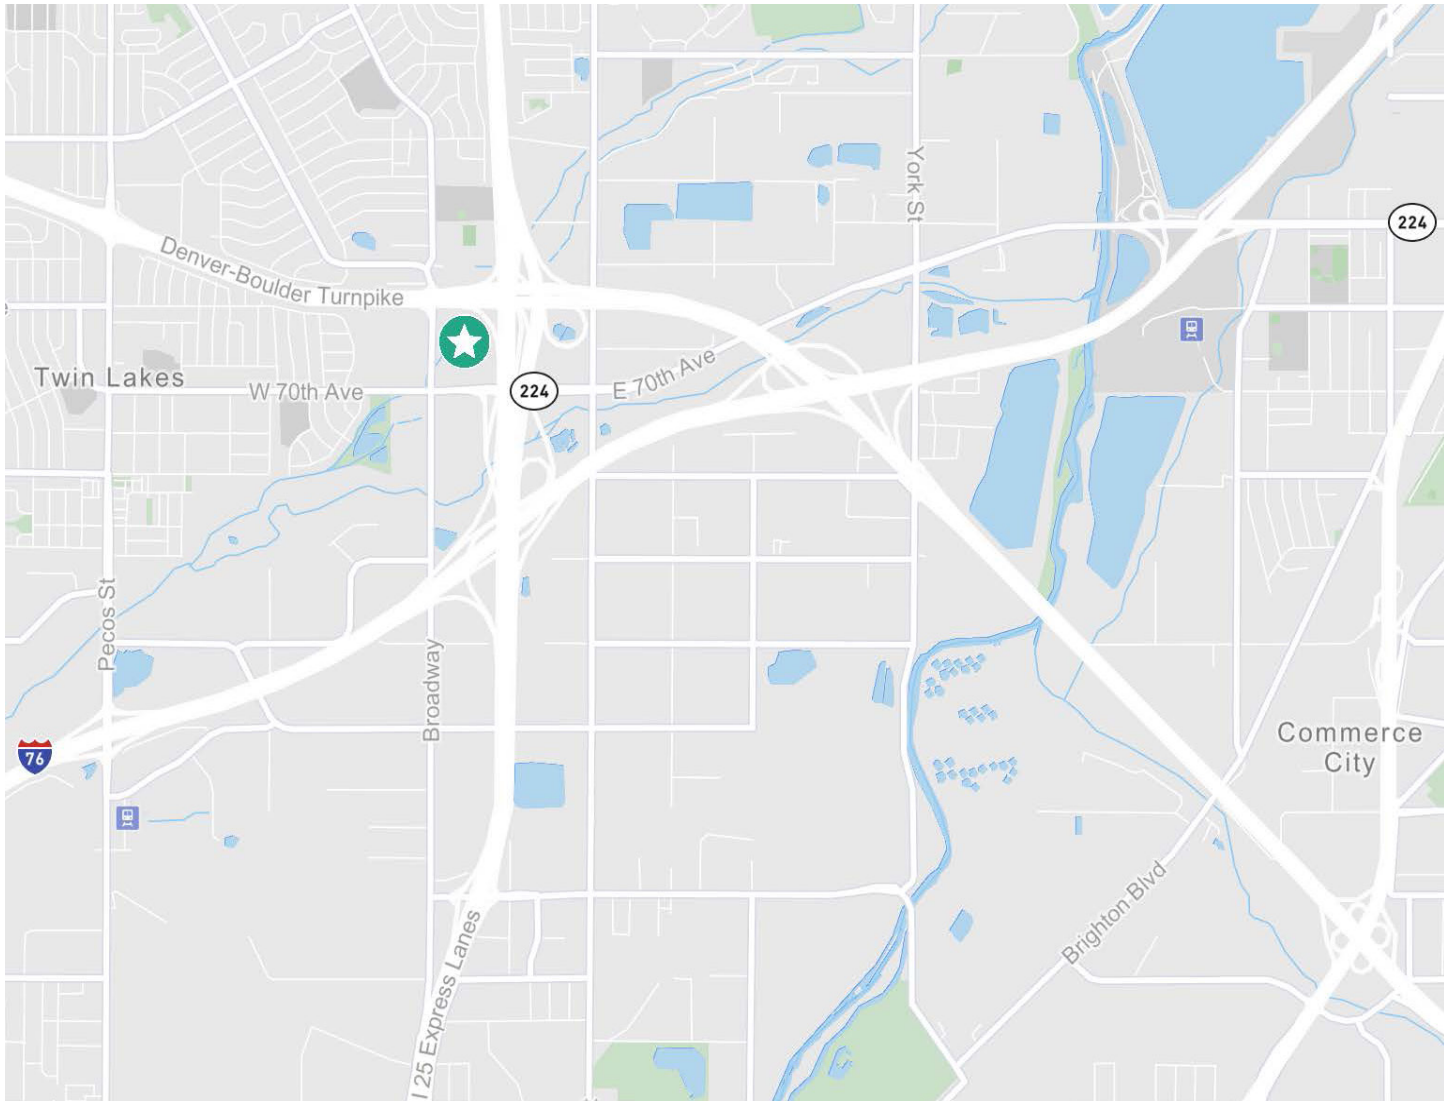 York St
224
Denver-Boulder Turnpike
Twin Lakes
W 70th Ave
224
E 70th Ave
Pecos St
Broadway
76
Commerce
City
Brighton Blvd
I 25 Express Lanes